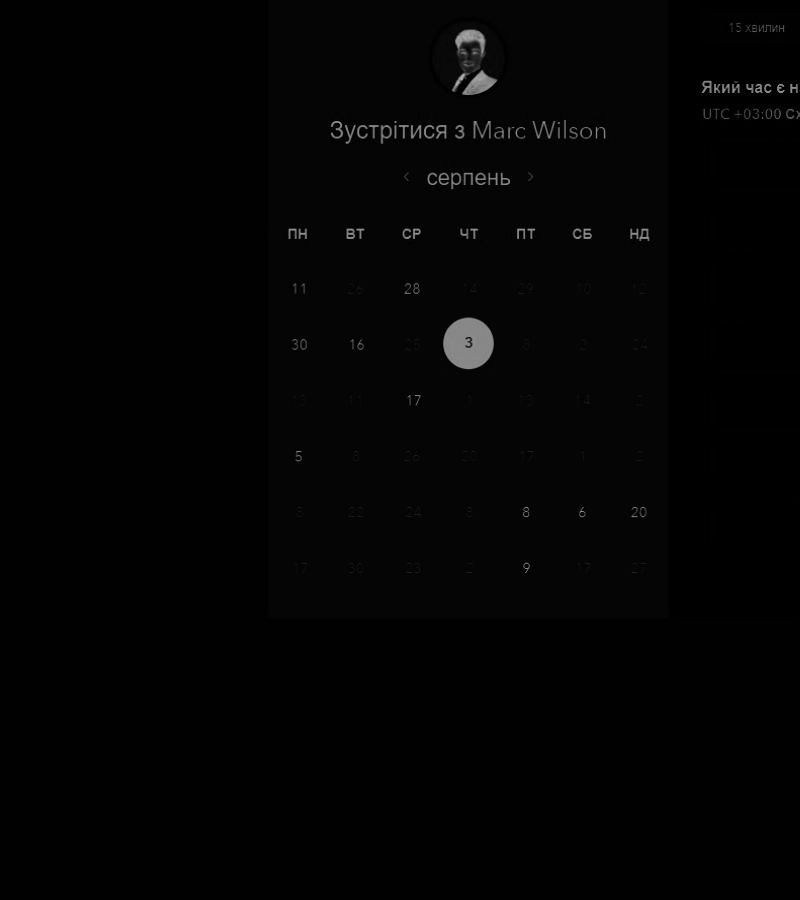 15 хвилин
Зустрітися з Marc Wilson
Який час є
UTC +03:00
‹ серпень ›
ПН ВТ СР ЧТ ПТ СБ НД
11 26 28 14 29 10 12
30 16 25 3 8 2 24
13 11 17 1 13 14 2
5 8 26 20 17 1 2
8 22 24 8 8 6 20
17 30 23 2 9 17 27